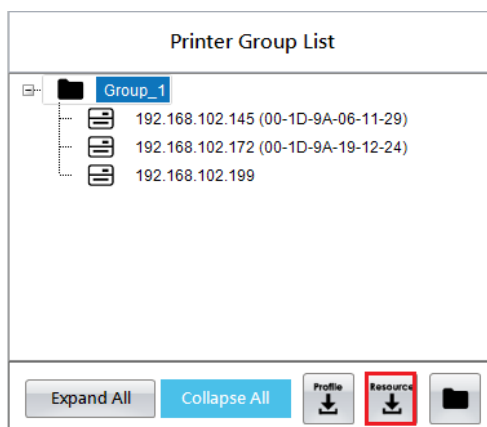 Printer Group List
Group_1
192.168.102.145 (00-1D-9A-06-11-29)
192.168.102.172 (00-1D-9A-19-12-24)
192.168.102.199
Expand All Collapse All Profile Resource